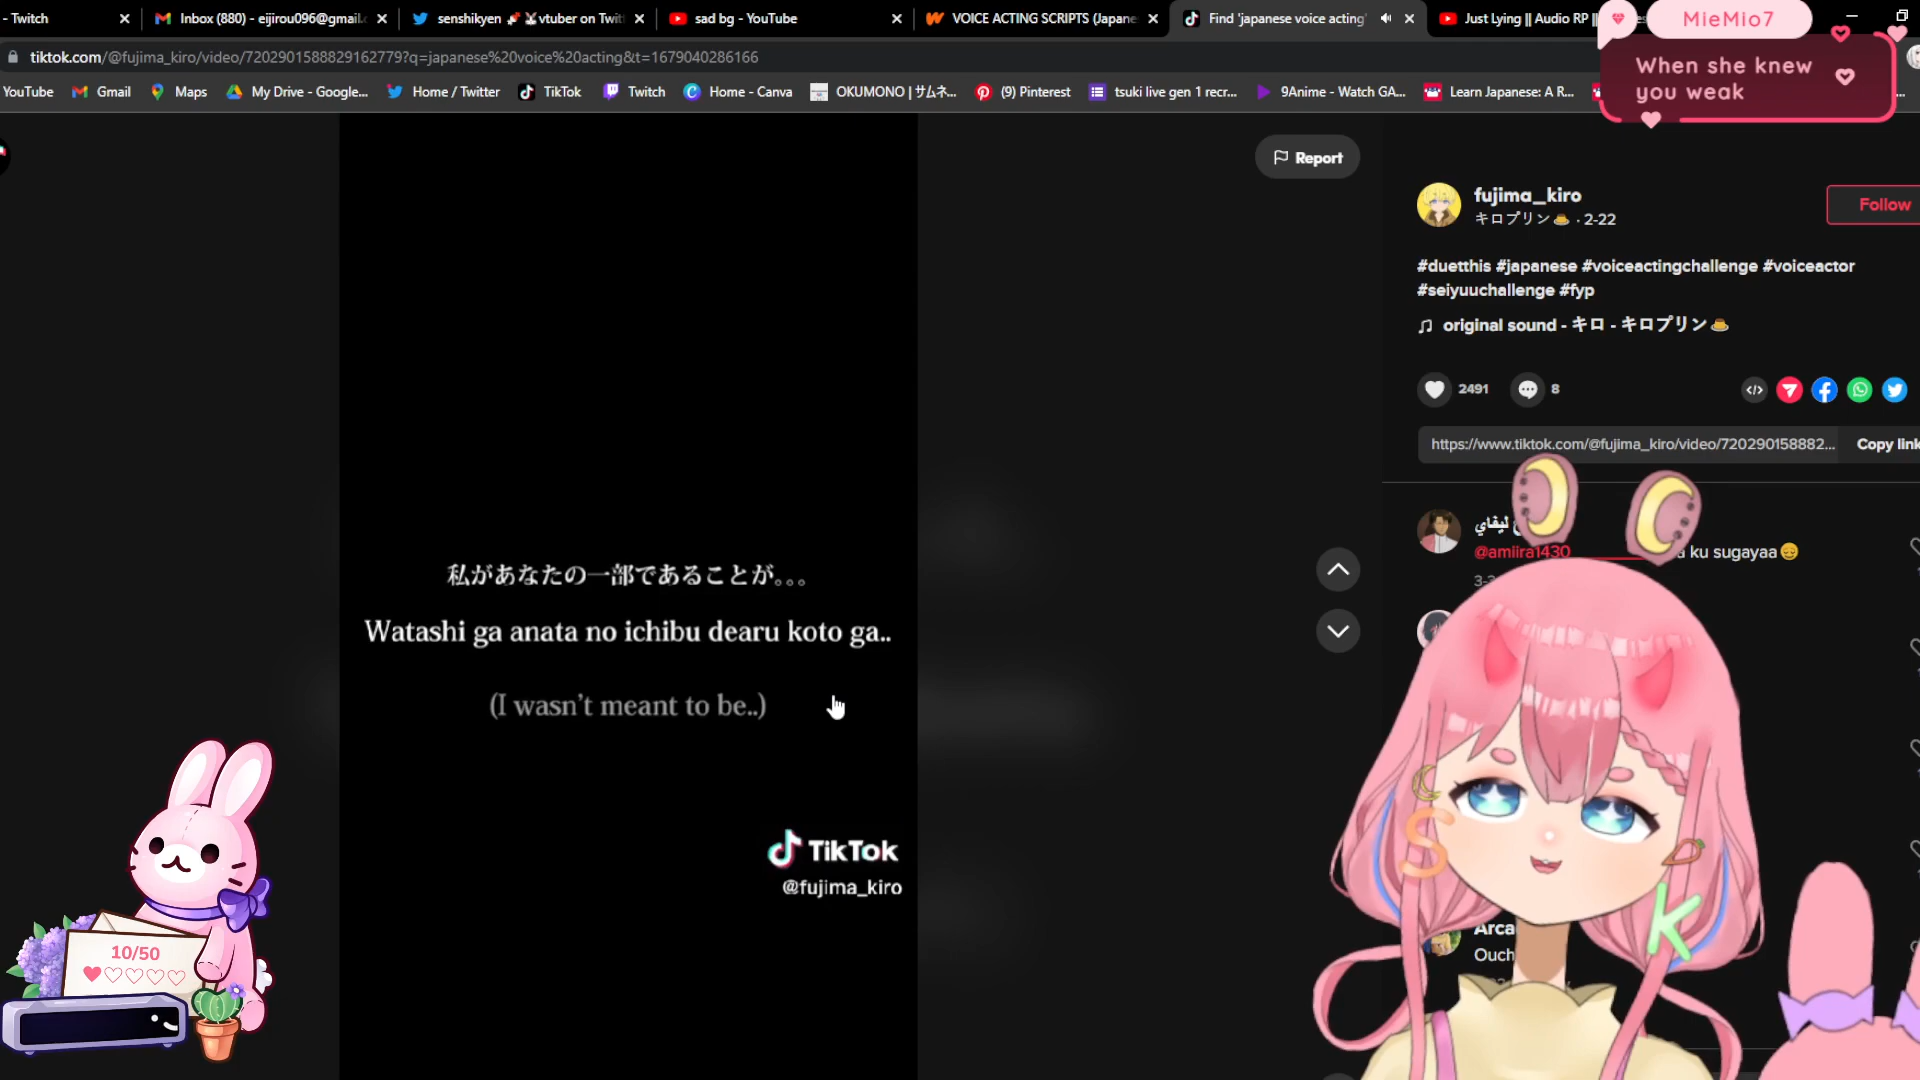 - Twitch
Inbox (880) - eijirou096@gmail.
senshikyen 🚀🐰vtuber on Twit
sad bg - YouTube
VOICE ACTING SCRIPTS (Japane
Find 'japanese voice acting'
Just Lying || Audio RP ||
MieMio7
When she knew
you weak
tiktok.com/@fujima_kiro/video/7202901588829162779?q=japanese%20voice%20acting&t=1679040286166
YouTube
Gmail
Maps
My Drive - Google...
Home / Twitter
TikTok
Twitch
Home - Canva
OKUMONO | サムネ...
(9) Pinterest
tsuki live gen 1 recr...
9Anime - Watch GA...
Learn Japanese: A R...
Report
fujima_kiro
キロプリン🍮 · 2-22
Follow
#duetthis #japanese #voiceactingchallenge #voiceactor
#seiyuuchallenge #fyp
♫ original sound - キロ - キロプリン🍮
2491
8
https://www.tiktok.com/@fujima_kiro/video/720290158882...
Copy link
ليفاي
@amiira1430
ku sugayaa😔
私があなたの一部であることが。。。
Watashi ga anata no ichibu dearu koto ga..
(I wasn't meant to be..)
TikTok
@fujima_kiro
10/50
S
K
Arca
Ouch